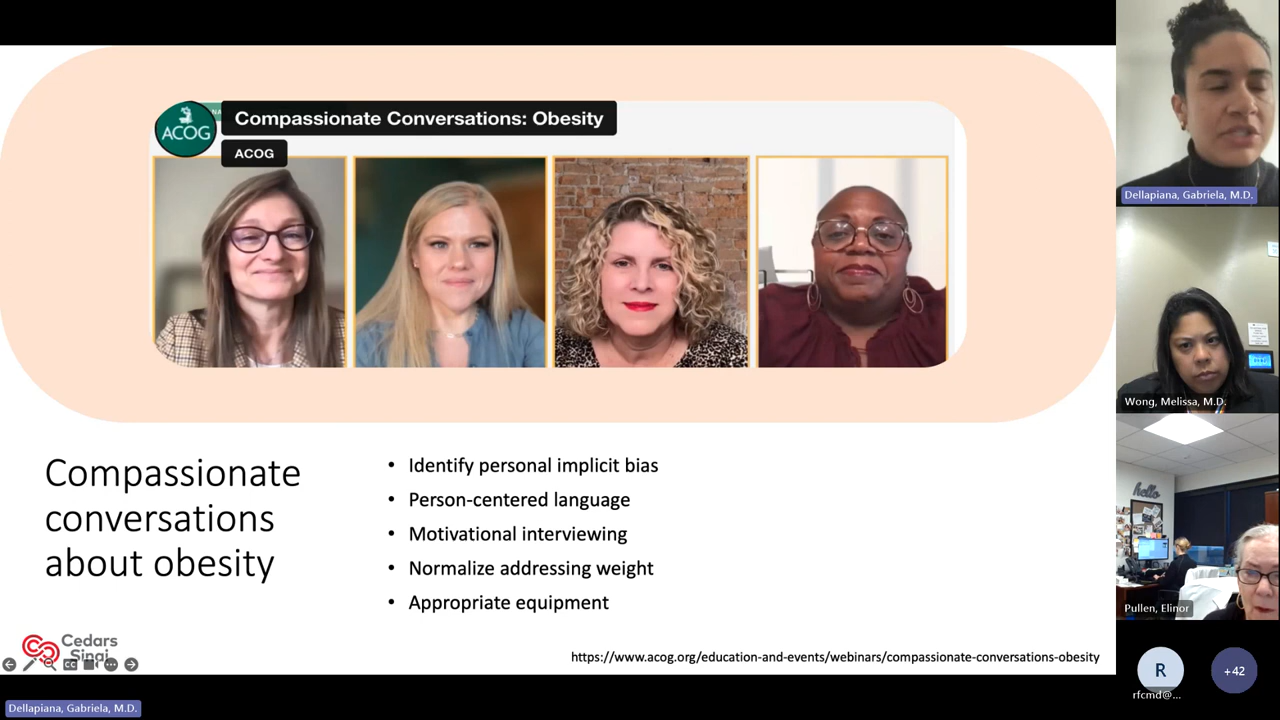 ACOG
Compassionate Conversations: Obesity
ACOG
Compassionate
conversations
about obesity
• Identify personal implicit bias
• Person-centered language
• Motivational interviewing
• Normalize addressing weight
• Appropriate equipment
Cedars
Sinai
https://www.acog.org/education-and-events/webinars/compassionate-conversations-obesity
Dellapiana, Gabriela, M.D.
Dellapiana, Gabriela, M.D.
Wong, Melissa, M.D.
hello
Pullen, Elinor
R
rfcmd@...
+42